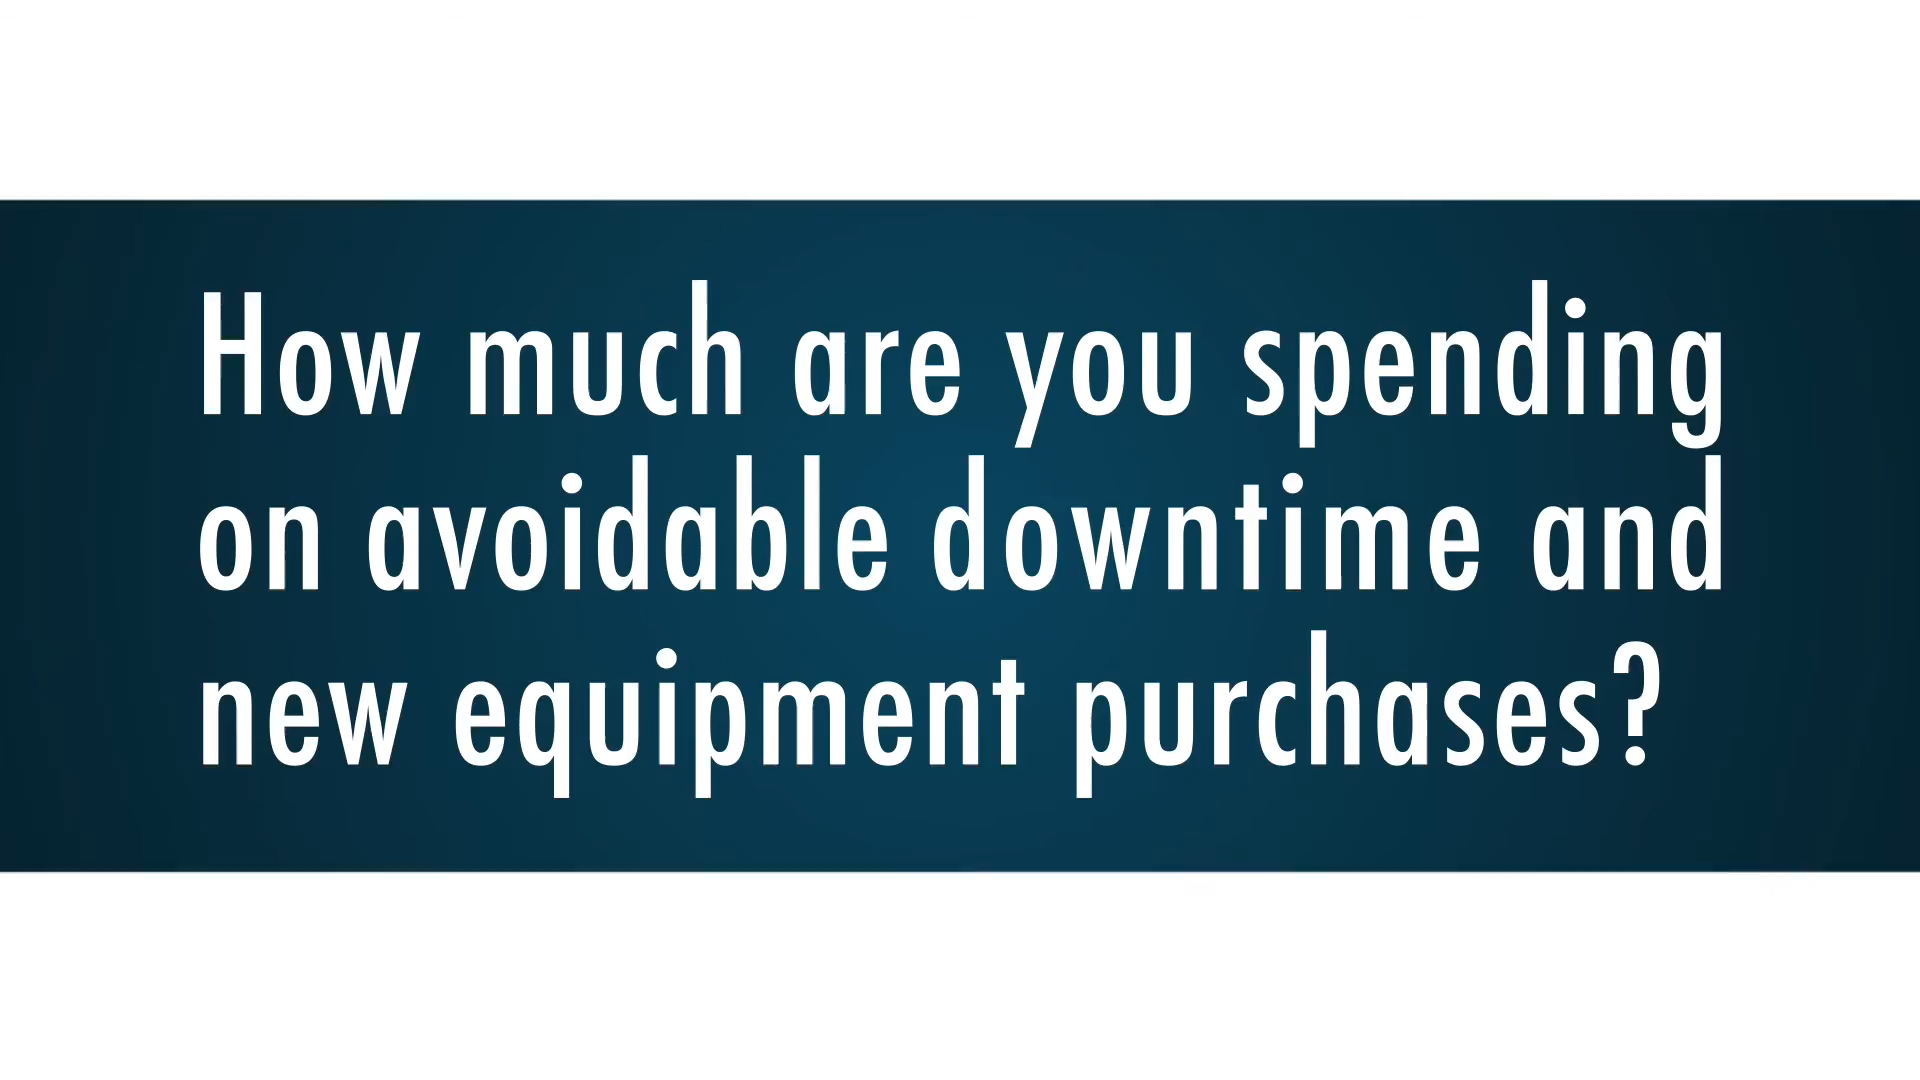 How much are you spending
on avoidable downtime and
new equipment purchases?